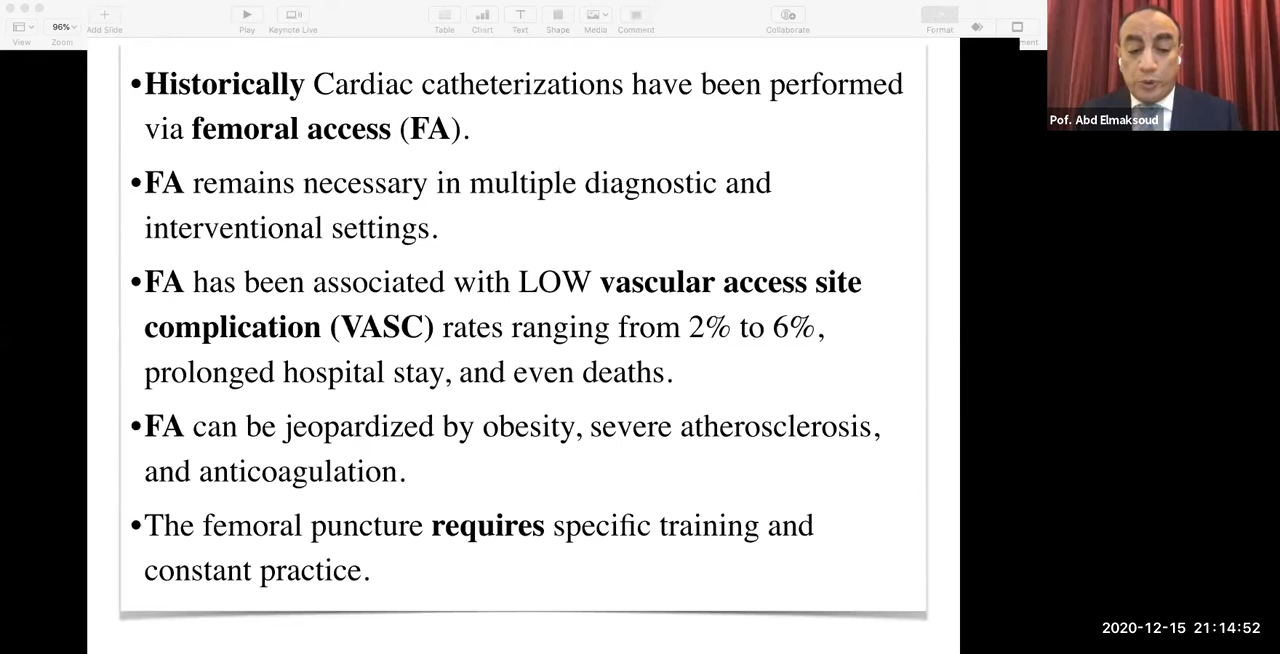 96%
View
Zoom
Add Slide
Play
Keynote Live
Table
Chart
Text
Shape
Media
Comment
Collaborate
Format
ment
•Historically Cardiac catheterizations have been performed
via femoral access (FA).
•FA remains necessary in multiple diagnostic and
interventional settings.
•FA has been associated with LOW vascular access site
complication (VASC) rates ranging from 2% to 6%,
prolonged hospital stay, and even deaths.
•FA can be jeopardized by obesity, severe atherosclerosis,
and anticoagulation.
•The femoral puncture requires specific training and
constant practice.
Pof. Abd Elmaksoud
2020-12-15 21:14:52